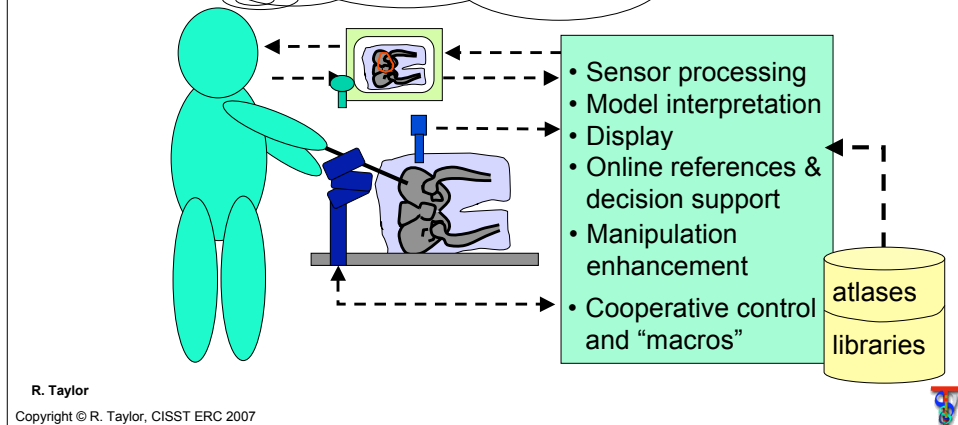 • Sensor processing
• Model interpretation
• Display
• Online references &
decision support
• Manipulation
enhancement
• Cooperative control
and “macros”
atlases
libraries
R. Taylor
Copyright © R. Taylor, CISST ERC 2007